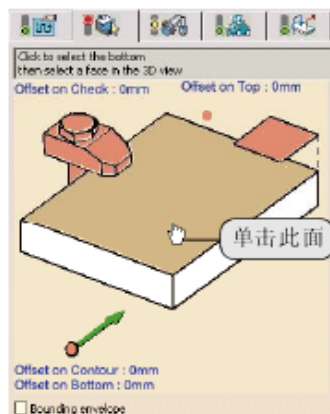 Click to select the bottom
then select a face in the 3D view
Offset on Check : 0mm Offset on Top : 0mm
单击此面
Offset on Contour : 0mm
Offset on Bottom : 0mm
Bounding envelope